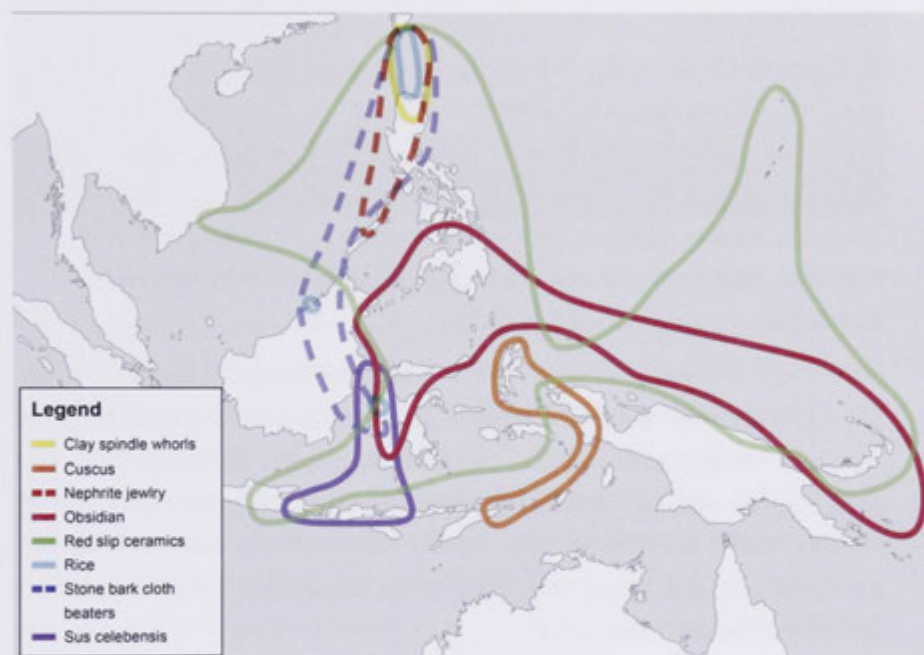 Legend
Clay spindle whorls
Cuscus
Nephrite jewlry
Obsidian
Red slip ceramics
Rice
Stone bark cloth
beaters
Sus celebensis